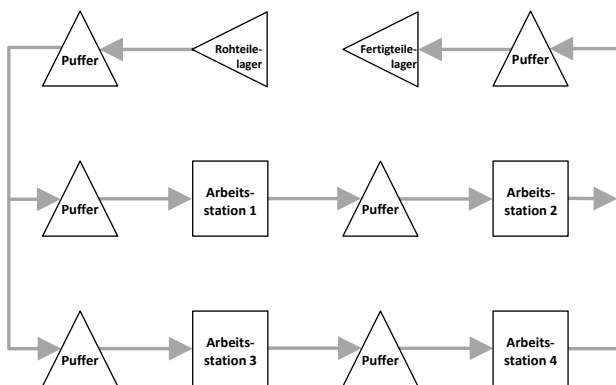 Puffer
Rohteile-
lager
Fertigteile-
lager
Puffer
Puffer
Arbeits-
station 1
Puffer
Arbeits-
station 2
Puffer
Arbeits-
station 3
Puffer
Arbeits-
station 4